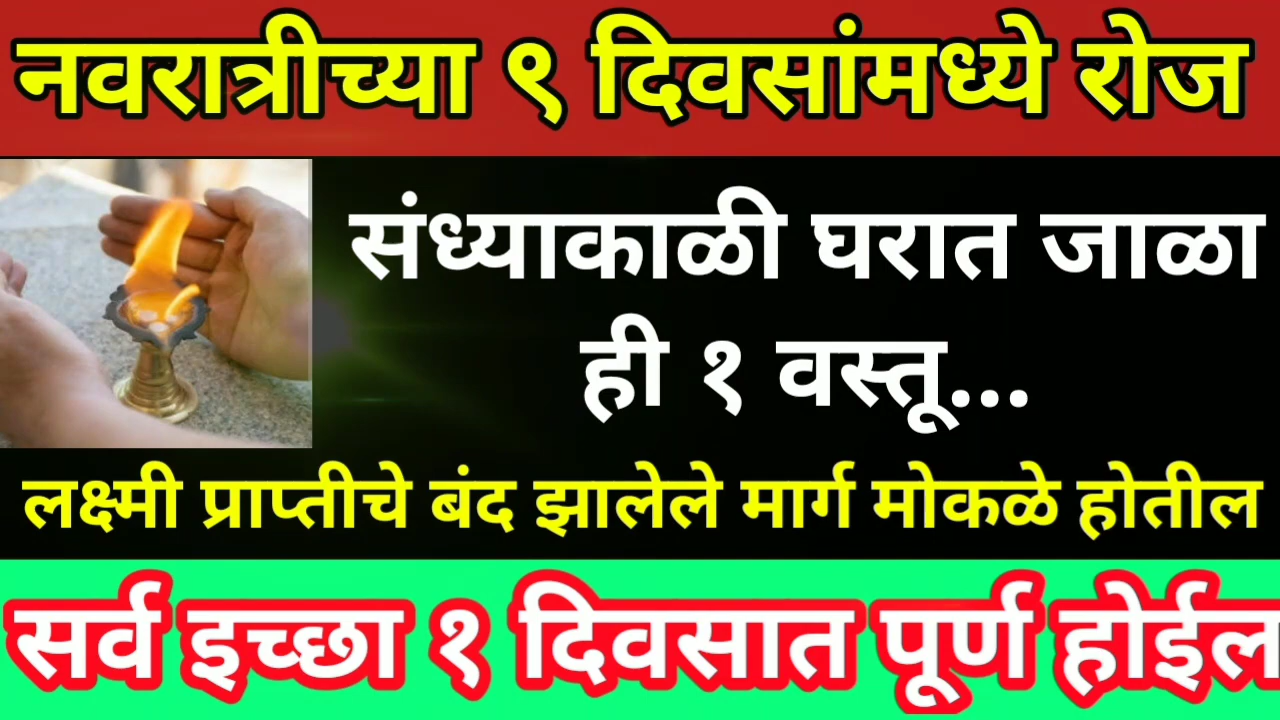 नवरात्रीच्या ९ दिवसांमध्ये रोज
संध्याकाळी घरात जाळा
ही १ वस्तू...
लक्ष्मी प्राप्तीचे बंद झालेले मार्ग मोकळे होतील
सर्व इच्छा १ दिवसात पूर्ण होईल